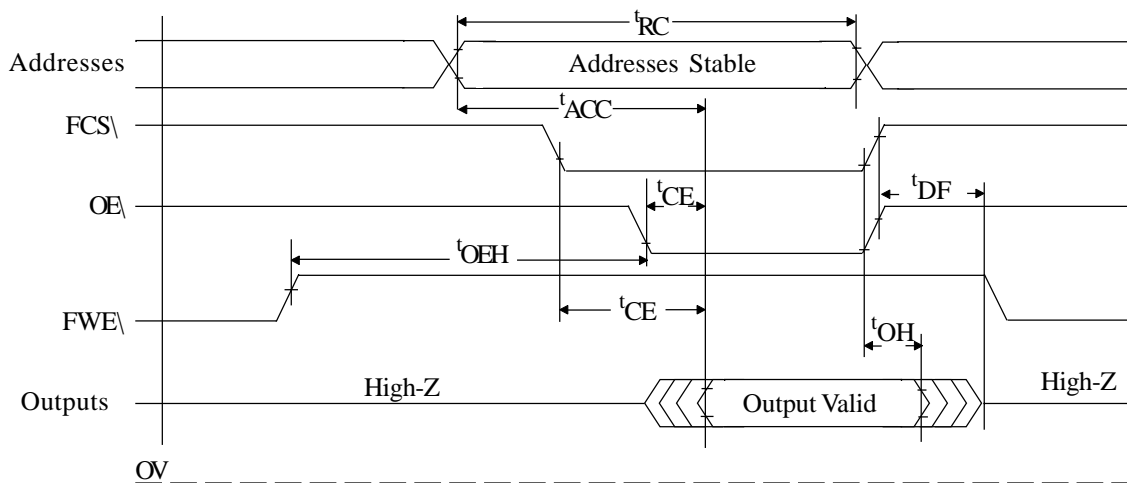 tRC
Addresses Addresses Stable
tACC
FCS\
tCE tDF
OE\
tOEH
tCE
FWE\
tOH
High-Z High-Z
Outputs Output Valid
OV